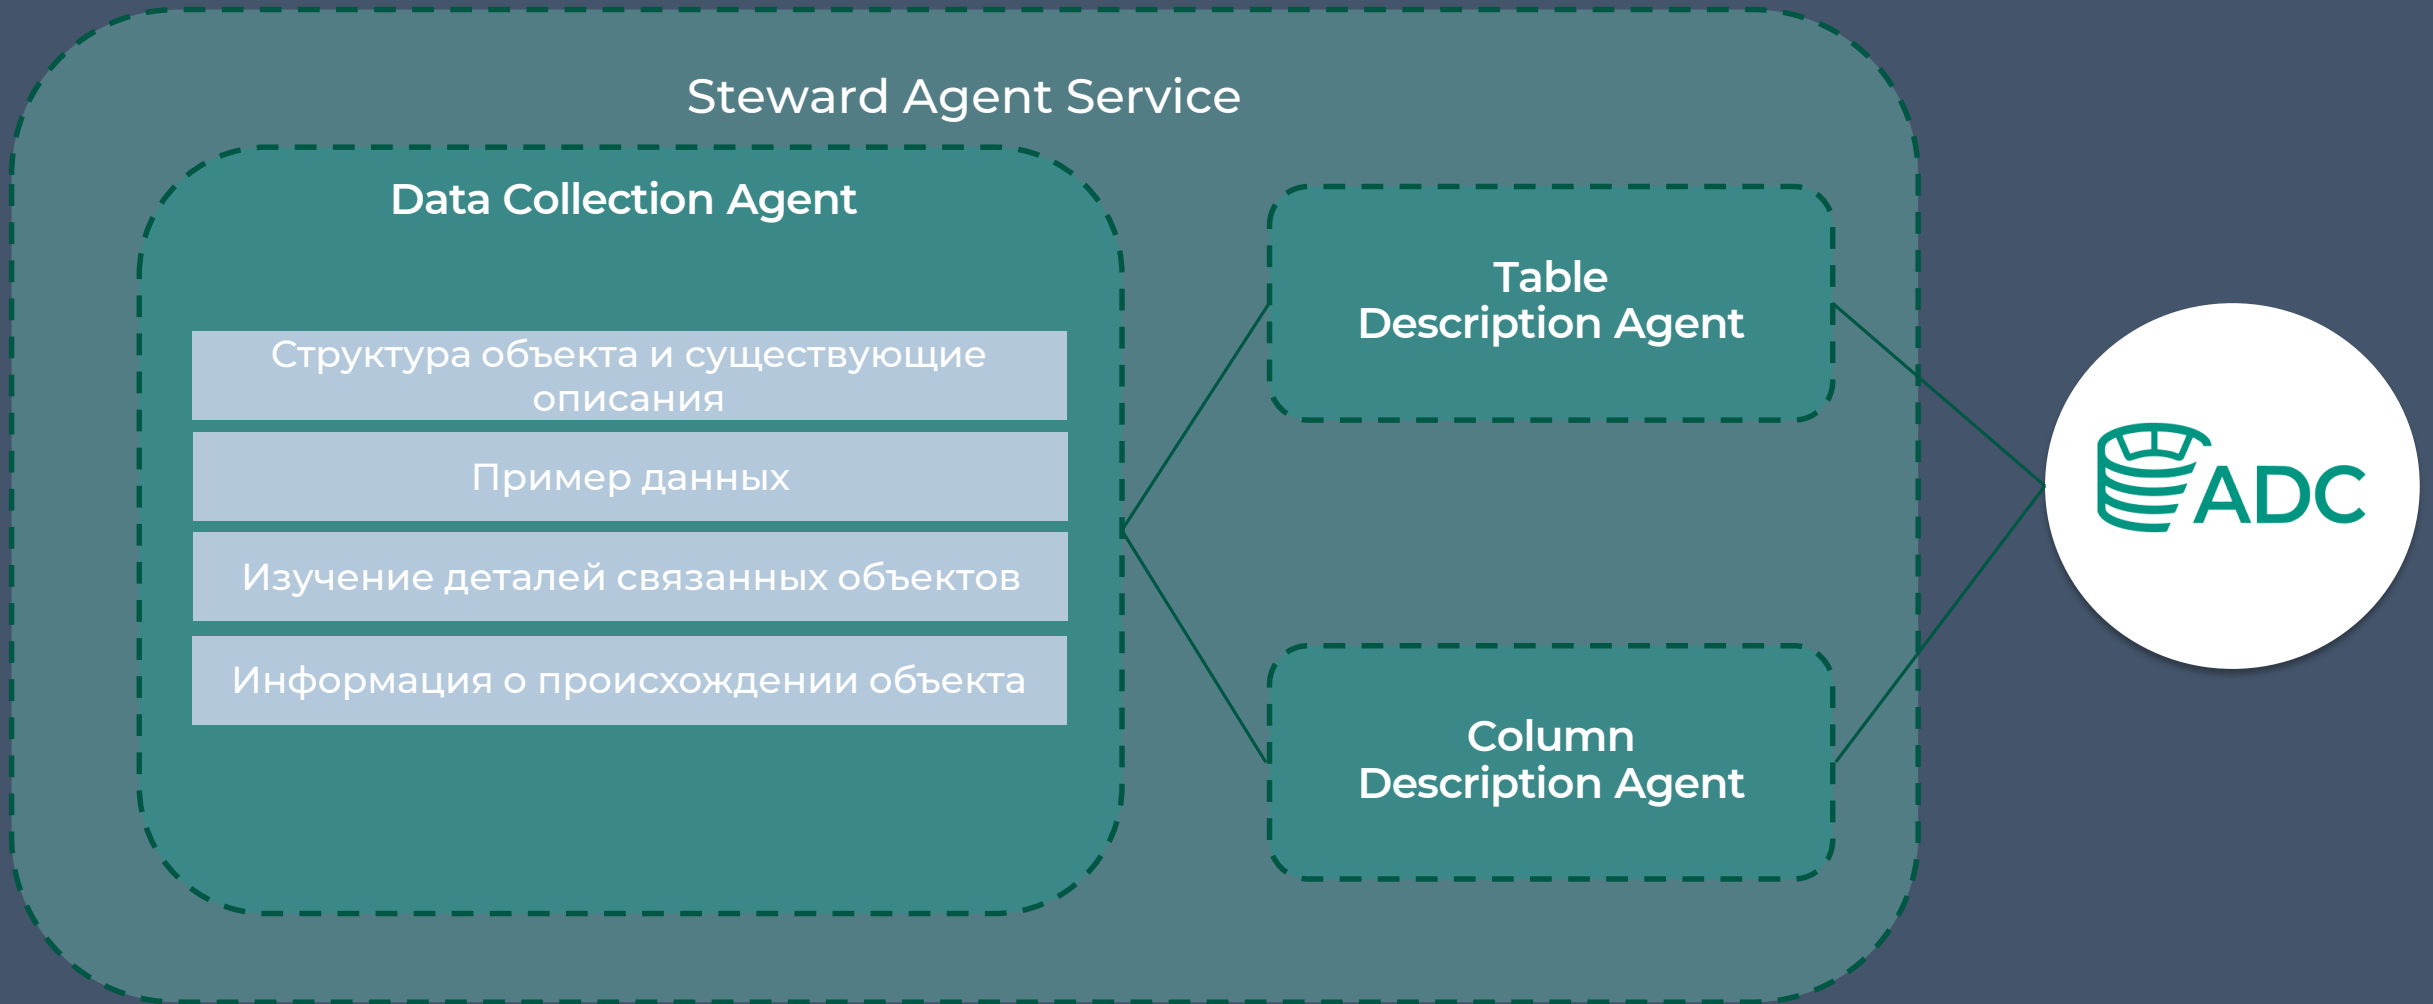 Steward Agent Service
Data Collection Agent
Структура объекта и существующие
описания
Пример данных
Изучение деталей связанных объектов
Информация о происхождении объекта
Table
Description Agent
Column
Description Agent
ADC